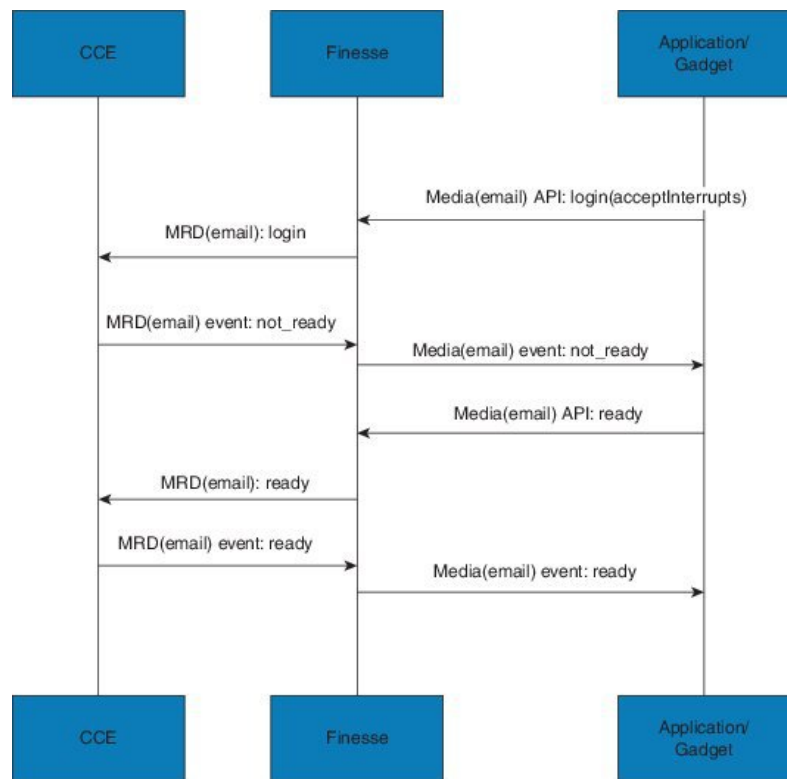 CCE
Finesse
Application/
Gadget
Media(email) API: login(acceptInterrupts)
MRD(email): login
MRD(email) event: not_ready
Media(email) event: not_ready
Media(email) API: ready
MRD(email): ready
MRD(email) event: ready
Media(email) event: ready
CCE
Finesse
Application/
Gadget